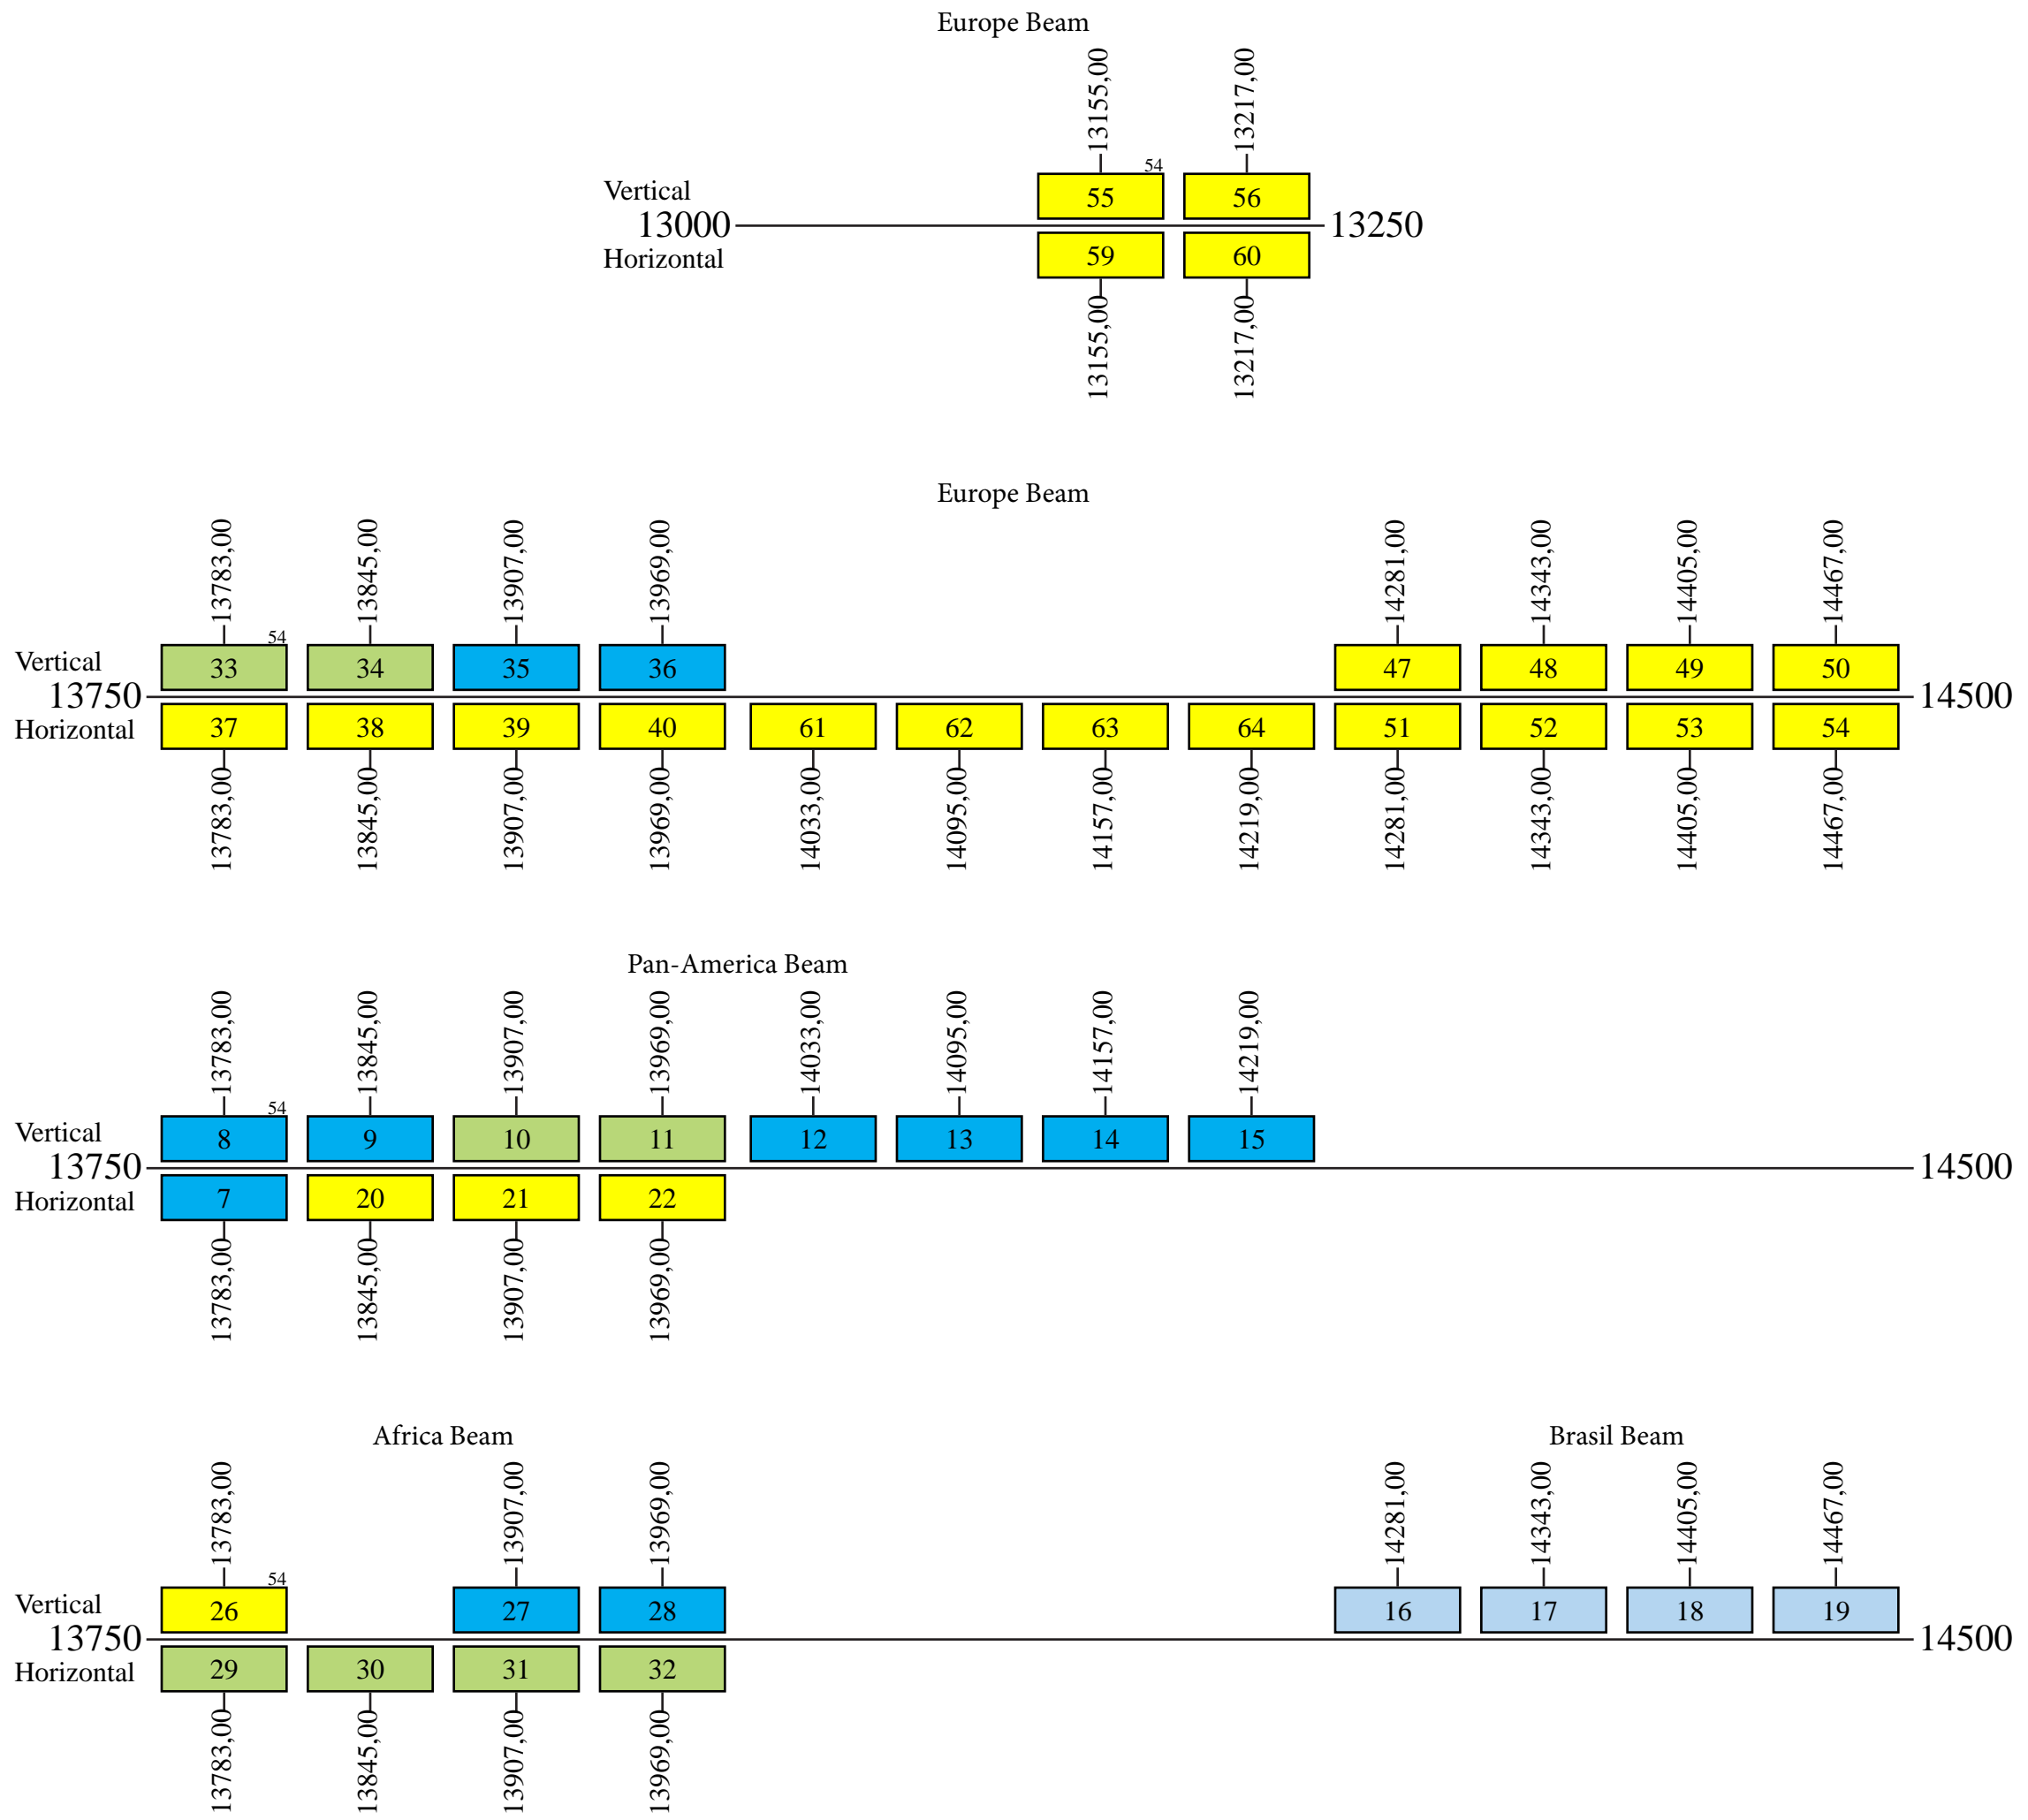 Europe Beam
13155,00 13217,00
54
Vertical 55 56
13000 13250
Horizontal 59 60
13155,00 13217,00
Europe Beam
13783,00 13845,00 13907,00 13969,00 14281,00 14343,00 14405,00 14467,00
54
Vertical 33 34 35 36 47 48 49 50
13750 14500
Horizontal 37 38 39 40 61 62 63 64 51 52 53 54
13783,00 13845,00 13907,00 13969,00 14033,00 14095,00 14157,00 14219,00 14281,00 14343,00 14405,00 14467,00
Pan-America Beam
13783,00 13845,00 13907,00 13969,00 14033,00 14095,00 14157,00 14219,00
54
Vertical 8 9 10 11 12 13 14 15
13750 14500
Horizontal 7 20 21 22
13783,00 13845,00 13907,00 13969,00
Africa Beam Brasil Beam
13783,00 13907,00 13969,00 14281,00 14343,00 14405,00 14467,00
54
Vertical 26 27 28 16 17 18 19
13750 14500
Horizontal 29 30 31 32
13783,00 13845,00 13907,00 13969,00